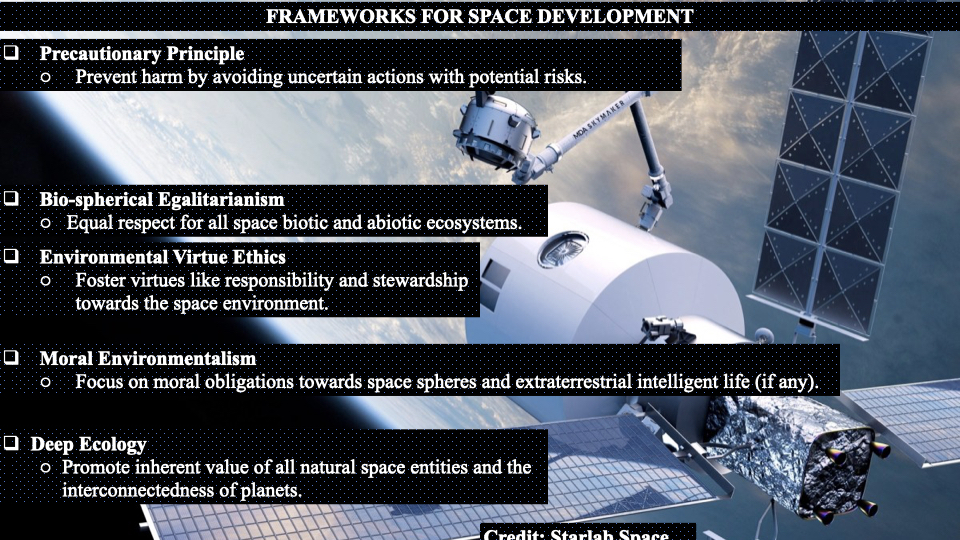 FRAMEWORKS FOR SPACE DEVELOPMENT
Precautionary Principle
Prevent harm by avoiding uncertain actions with potential risks.
MDA SKYMAKER
Bio-spherical Egalitarianism
Equal respect for all space biotic and abiotic ecosystems.
Environmental Virtue Ethics
Foster virtues like responsibility and stewardship
towards the space environment.
Moral Environmentalism
Focus on moral obligations towards space spheres and extraterrestrial intelligent life (if any).
Deep Ecology
Promote inherent value of all natural space entities and the
interconnectedness of planets.
Credit: Starlab Space